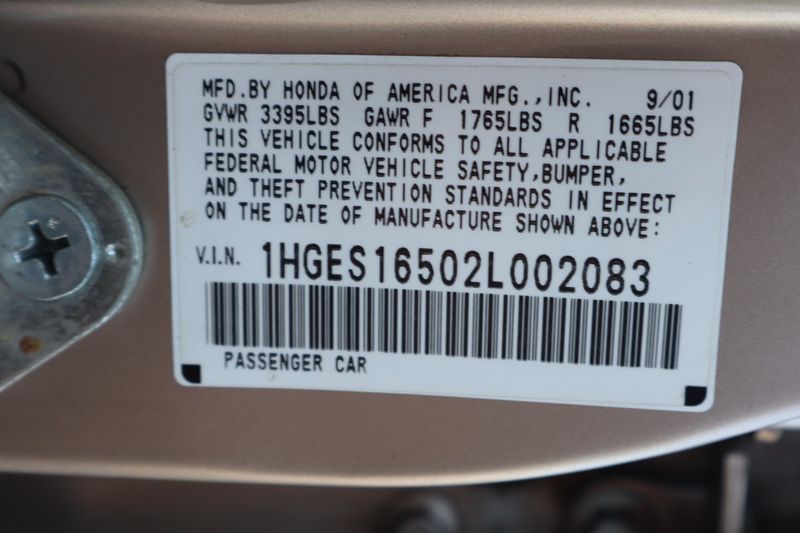 MFD.BY HONDA OF AMERICA MFG.,INC. 9/01
GVWR 3395LBS GAWR F 1765LBS R 1665LBS
THIS VEHICLE CONFORMS TO ALL APPLICABLE
FEDERAL MOTOR VEHICLE SAFETY,BUMPER,
AND THEFT PREVENTION STANDARDS IN EFFECT
ON THE DATE OF MANUFACTURE SHOWN ABOVE:
V.I.N. 1HGES16502L002083
PASSENGER CAR